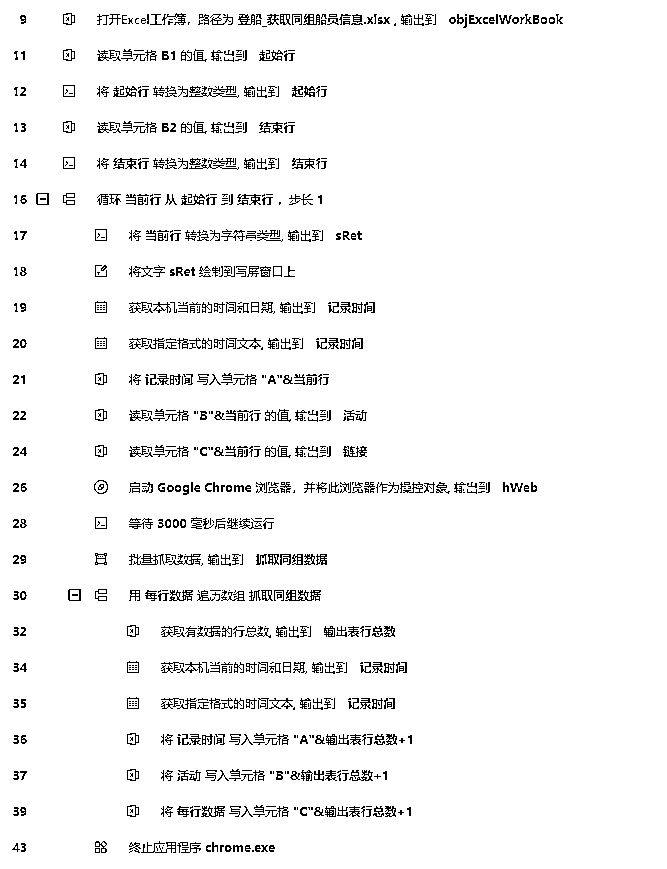 9 打开Excel工作簿，路径为 登船_获取同组船员信息.xlsx , 输出到 objExcelWorkBook
11 读取单元格 B1 的值, 输出到 起始行
12 将 起始行 转换为整数类型, 输出到 起始行
13 读取单元格 B2 的值, 输出到 结束行
14 将 结束行 转换为整数类型, 输出到 结束行
16 循环 当前行 从 起始行 到 结束行 ，步长 1
17 将 当前行 转换为字符串类型, 输出到 sRet
18 将文字 sRet 绘制到写屏窗口上
19 获取本机当前的时间和日期, 输出到 记录时间
20 获取指定格式的时间文本, 输出到 记录时间
21 将 记录时间 写入单元格 "A"&当前行
22 读取单元格 "B"&当前行 的值, 输出到 活动
24 读取单元格 "C"&当前行 的值, 输出到 链接
26 启动 Google Chrome 浏览器，并将此浏览器作为操控对象, 输出到 hWeb
28 等待 3000 毫秒后继续运行
29 批量抓取数据, 输出到 抓取同组数据
30 用 每行数据 遍历数组 抓取同组数据
32 获取有数据的行总数, 输出到 输出表行总数
34 获取本机当前的时间和日期, 输出到 记录时间
35 获取指定格式的时间文本, 输出到 记录时间
36 将 记录时间 写入单元格 "A"&输出表行总数+1
37 将 活动 写入单元格 "B"&输出表行总数+1
39 将 每行数据 写入单元格 "C"&输出表行总数+1
43 终止应用程序 chrome.exe